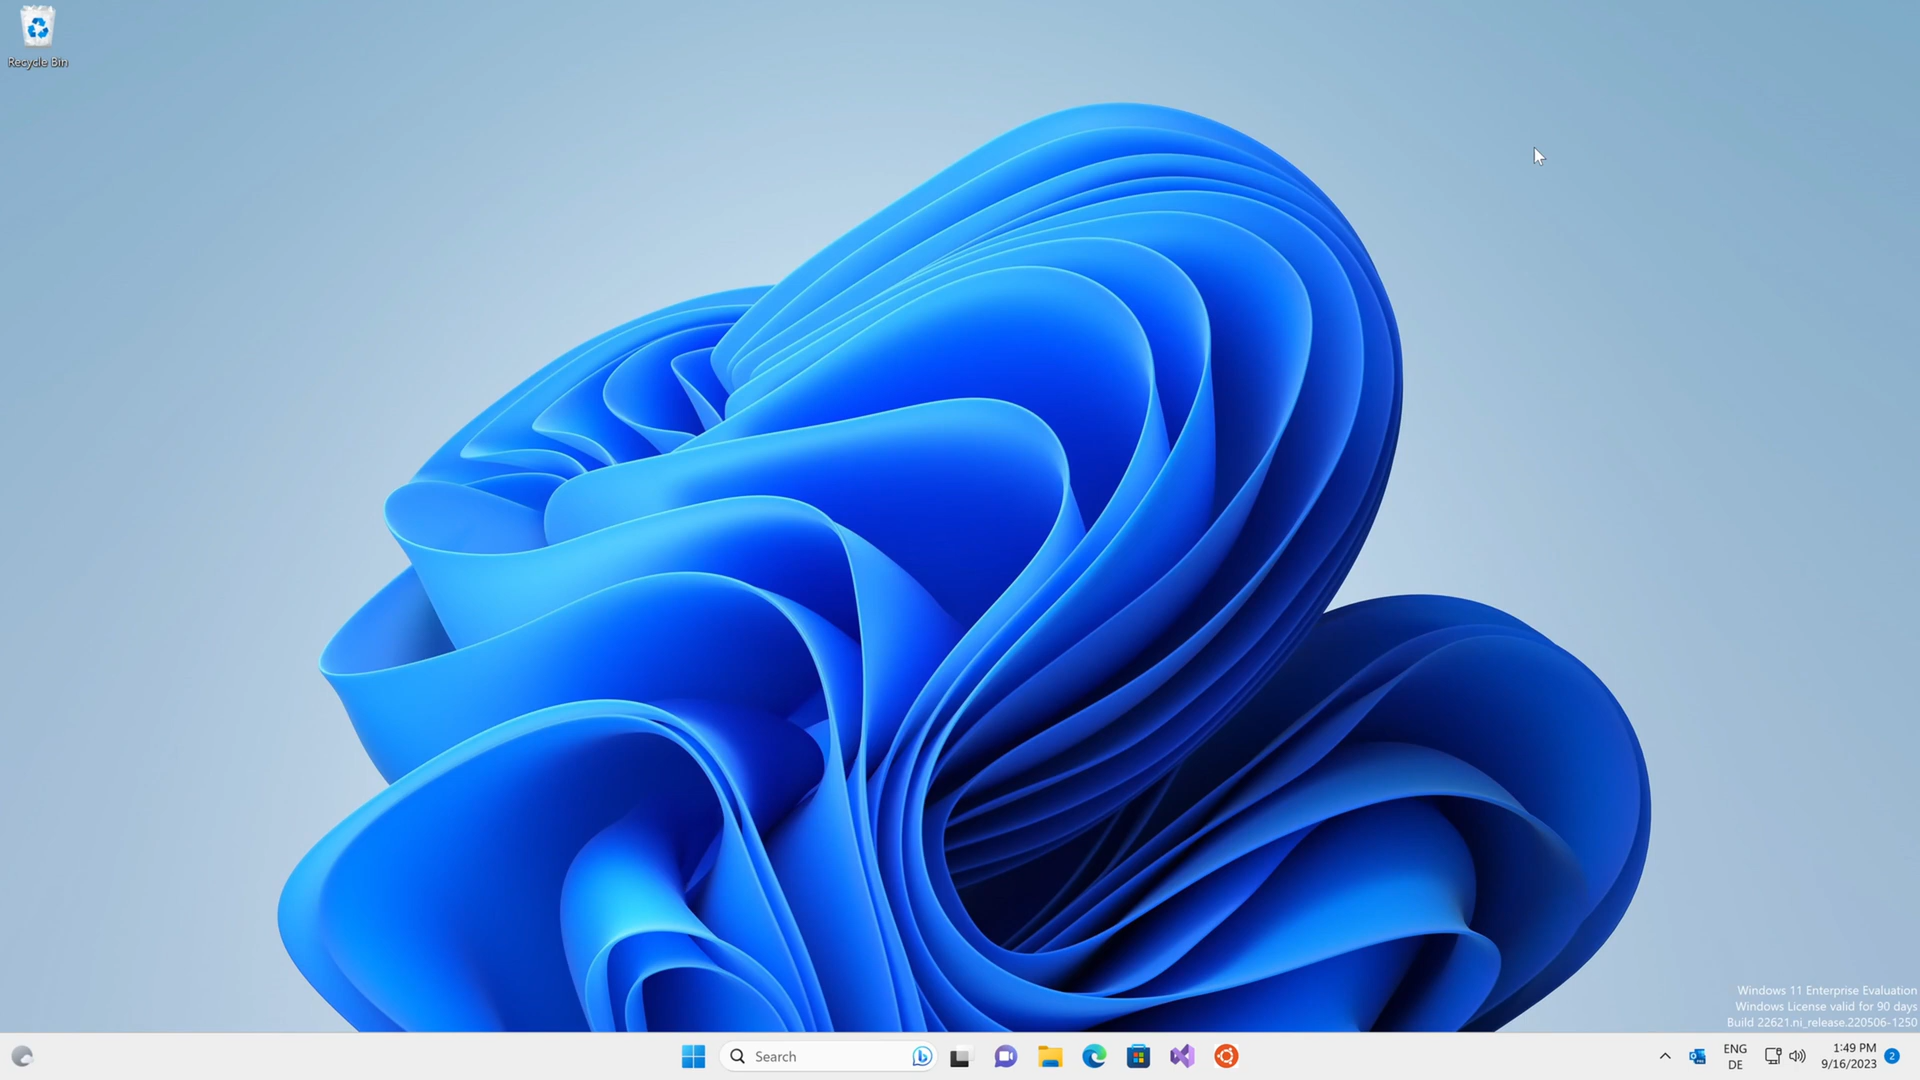 Recycle Bin
Windows 11 Enterprise Evaluation
Windows License valid for 90 days
Build 22621.ni_release.220506-1250
Search
ENG
DE
1:49 PM
9/16/2023
2